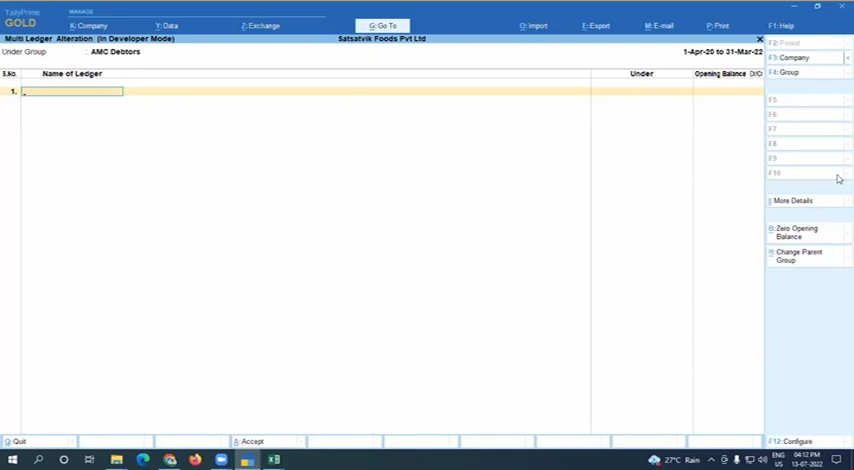 TallyPrime
GOLD
MANAGE
K: Company
Y: Data
Z: Exchange
G: Go To
O: Import
E: Export
M: E-mail
P: Print
F1: Help
Multi Ledger Alteration (In Developer Mode)
Satsatvik Foods Pvt Ltd
Under Group : AMC Debtors
1-Apr-20 to 31-Mar-22
S.No. Name of Ledger Under Opening Balance Dr/Cr
1.
F2: Period
F3: Company
F4: Group
F5
F6
F7
F8
F9
F10
I: More Details
B: Zero Opening
Balance
H: Change Parent
Group
Q: Quit
A: Accept
F12: Configure
27°C Rain
ENG
US
04:12 PM
13-07-2022